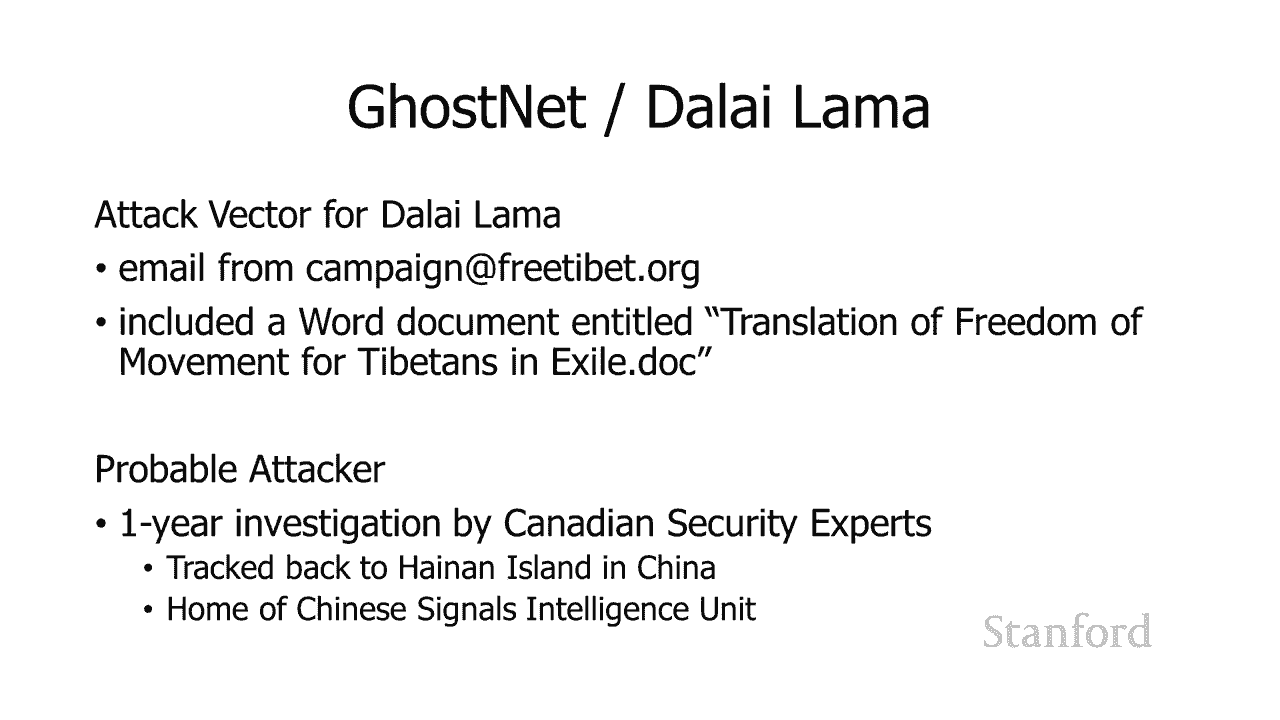 GhostNet / Dalai Lama
Attack Vector for Dalai Lama
• email from campaign@freetibet.org
• included a Word document entitled “Translation of Freedom of
Movement for Tibetans in Exile.doc”
Probable Attacker
• 1-year investigation by Canadian Security Experts
• Tracked back to Hainan Island in China
• Home of Chinese Signals Intelligence Unit
Stanford